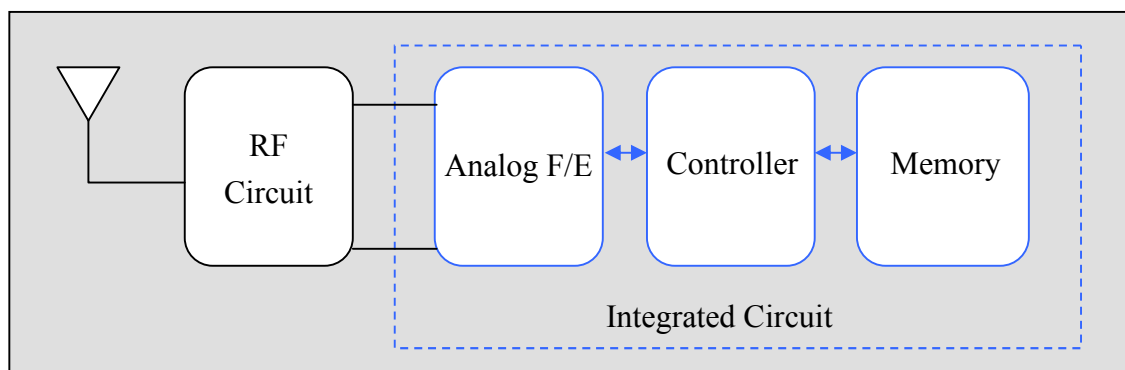 RF
Circuit
Analog F/E
Controller
Memory
Integrated Circuit